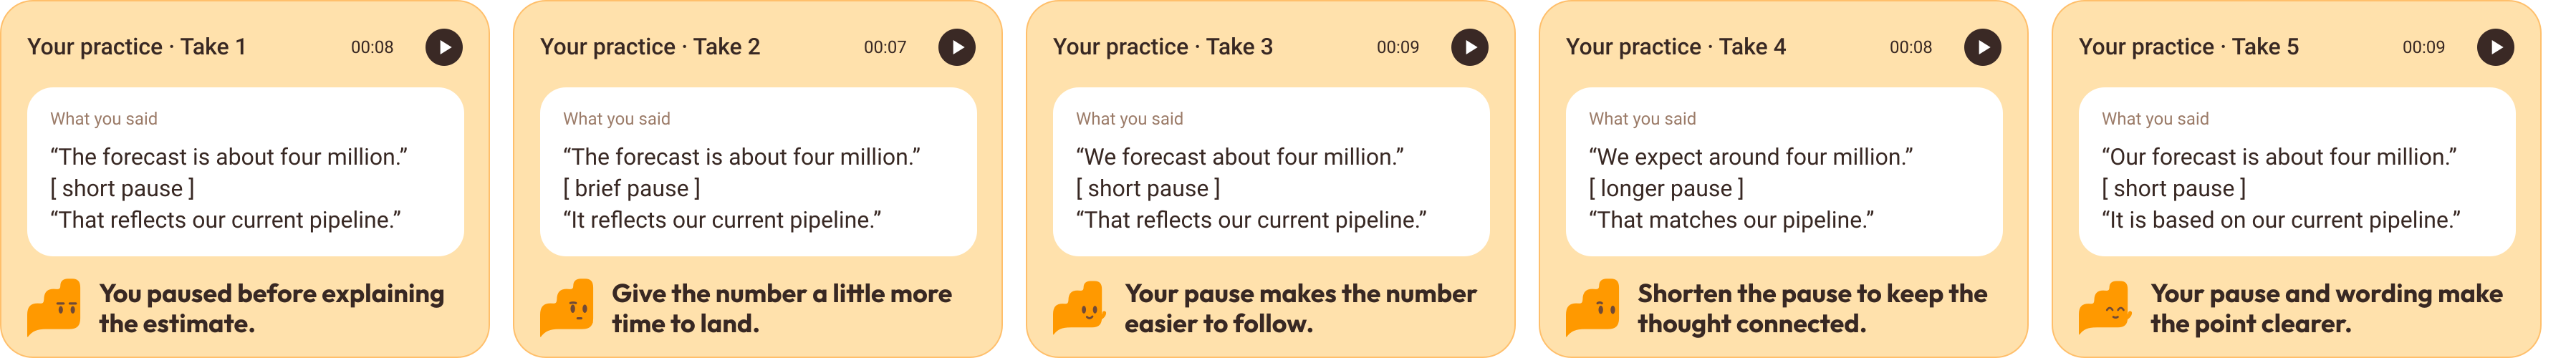 Your practice · Take 1
00:08
What you said
“The forecast is about four million.”
[ short pause ]
“That reflects our current pipeline.”
You paused before explaining
the estimate.
Your practice · Take 2
00:07
What you said
“The forecast is about four million.”
[ brief pause ]
“It reflects our current pipeline.”
Give the number a little more
time to land.
Your practice · Take 3
00:09
What you said
“We forecast about four million.”
[ short pause ]
“That reflects our current pipeline.”
Your pause makes the number
easier to follow.
Your practice · Take 4
00:08
What you said
“We expect around four million.”
[ longer pause ]
“That matches our pipeline.”
Shorten the pause to keep the
thought connected.
Your practice · Take 5
00:09
What you said
“Our forecast is about four million.”
[ short pause ]
“It is based on our current pipeline.”
Your pause and wording make
the point clearer.